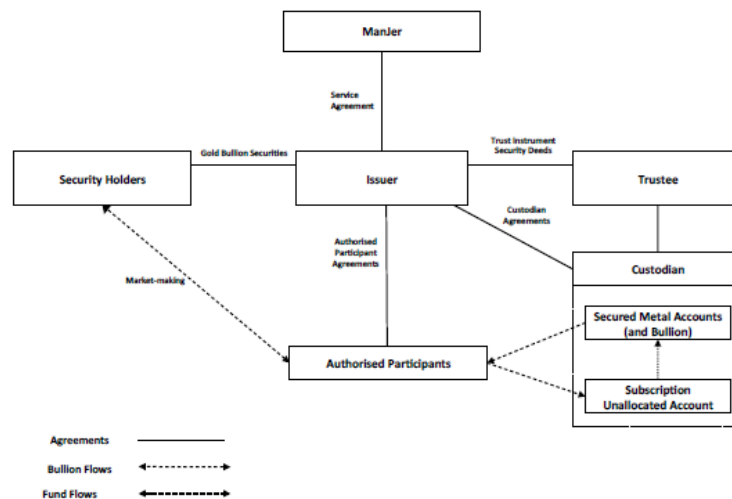 ManJer
Service
Agreement
Gold Bullion Securities
Trust Instrument
Security Deeds
Security Holders
Issuer
Trustee
Custodian
Agreements
Authorised
Participant
Agreements
Custodian
Market-making
Secured Metal Accounts
(and Bullion)
Authorised Participants
Subscription
Unallocated Account
Agreements
Bullion Flows
Fund Flows